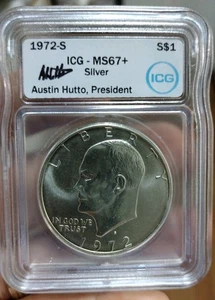 1972-S S$1
ICG - MS67+
Silver
ICG
Austin Hutto, President
LIBERTY
IN GOD WE
TRUST
1972